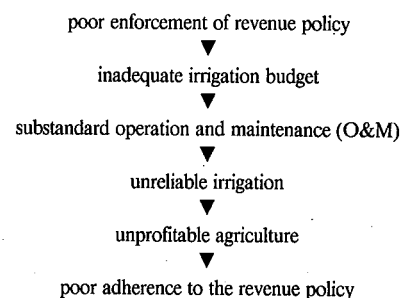 poor enforcement of revenue policy
▼
inadequate irrigation budget
▼
substandard operation and maintenance (O&M)
▼
unreliable irrigation
▼
unprofitable agriculture
▼
poor adherence to the revenue policy